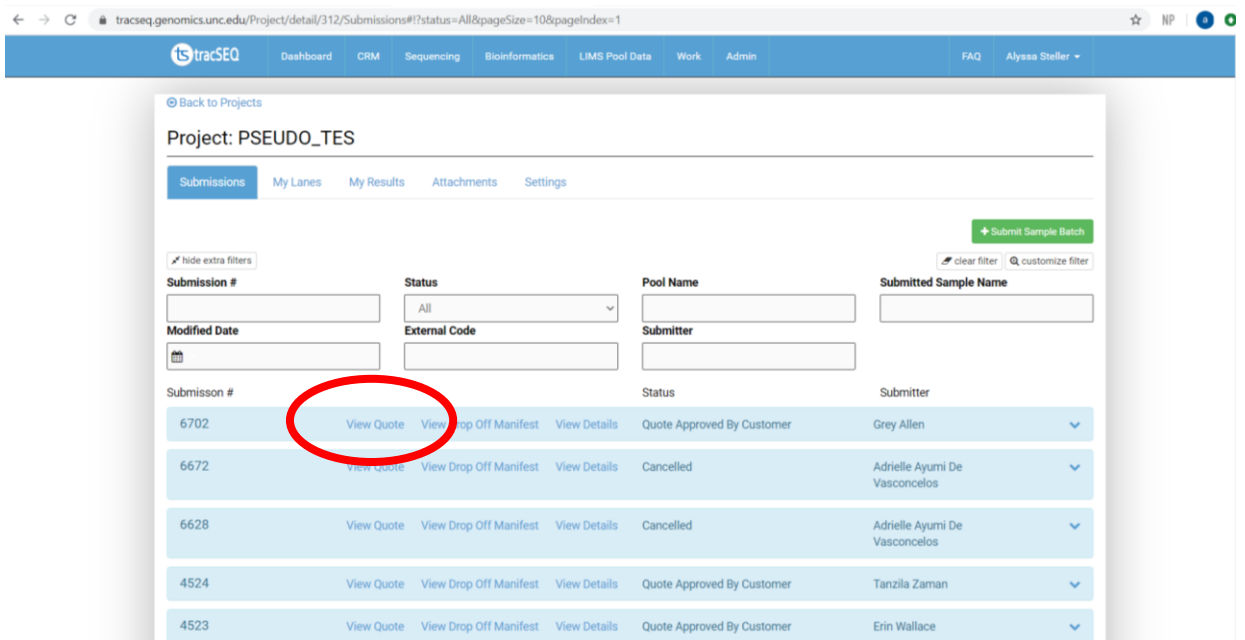 tracseq.genomics.unc.edu/Project/detail/312/Submissions#!?status=All&pageSize=10&pageIndex=1 NP a
ts tracSEQ Dashboard CRM Sequencing Bioinformatics LIMS Pool Data Work Admin FAQ Alyssa Steller
Back to Projects
Project: PSEUDO_TES
Submissions My Lanes My Results Attachments Settings
+ Submit Sample Batch
hide extra filters clear filter customize filter
Submission # Status Pool Name Submitted Sample Name
All
Modified Date External Code Submitter
Submisson # Status Submitter
6702 View Quote View Drop Off Manifest View Details Quote Approved By Customer Grey Allen
6672 View Quote View Drop Off Manifest View Details Cancelled Adrielle Ayumi De
Vasconcelos
6628 View Quote View Drop Off Manifest View Details Cancelled Adrielle Ayumi De
Vasconcelos
4524 View Quote View Drop Off Manifest View Details Quote Approved By Customer Tanzila Zaman
4523 View Quote View Drop Off Manifest View Details Quote Approved By Customer Erin Wallace